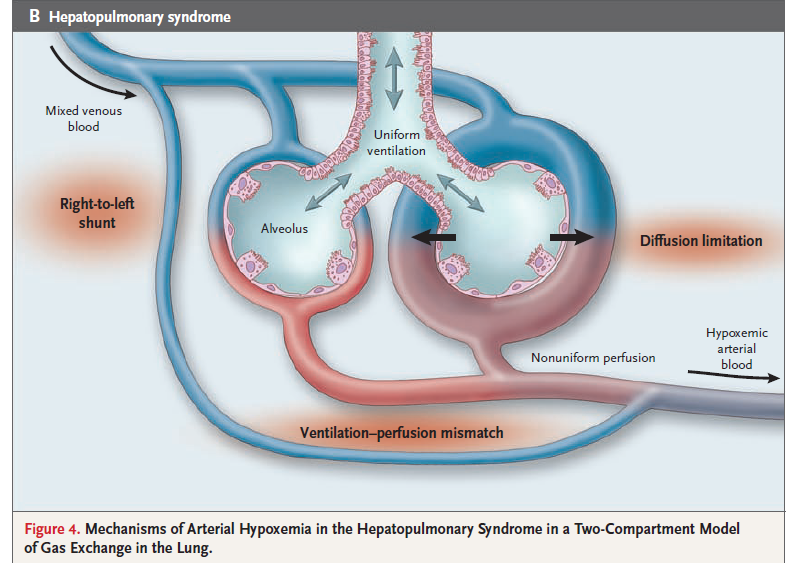 B Hepatopulmonary syndrome
Mixed venous
blood
Uniform
ventilation
Right-to-left
shunt
Alveolus
Diffusion limitation
Hypoxemic
arterial
blood
Nonuniform perfusion
Ventilation–perfusion mismatch
Figure 4. Mechanisms of Arterial Hypoxemia in the Hepatopulmonary Syndrome in a Two-Compartment Model
of Gas Exchange in the Lung.